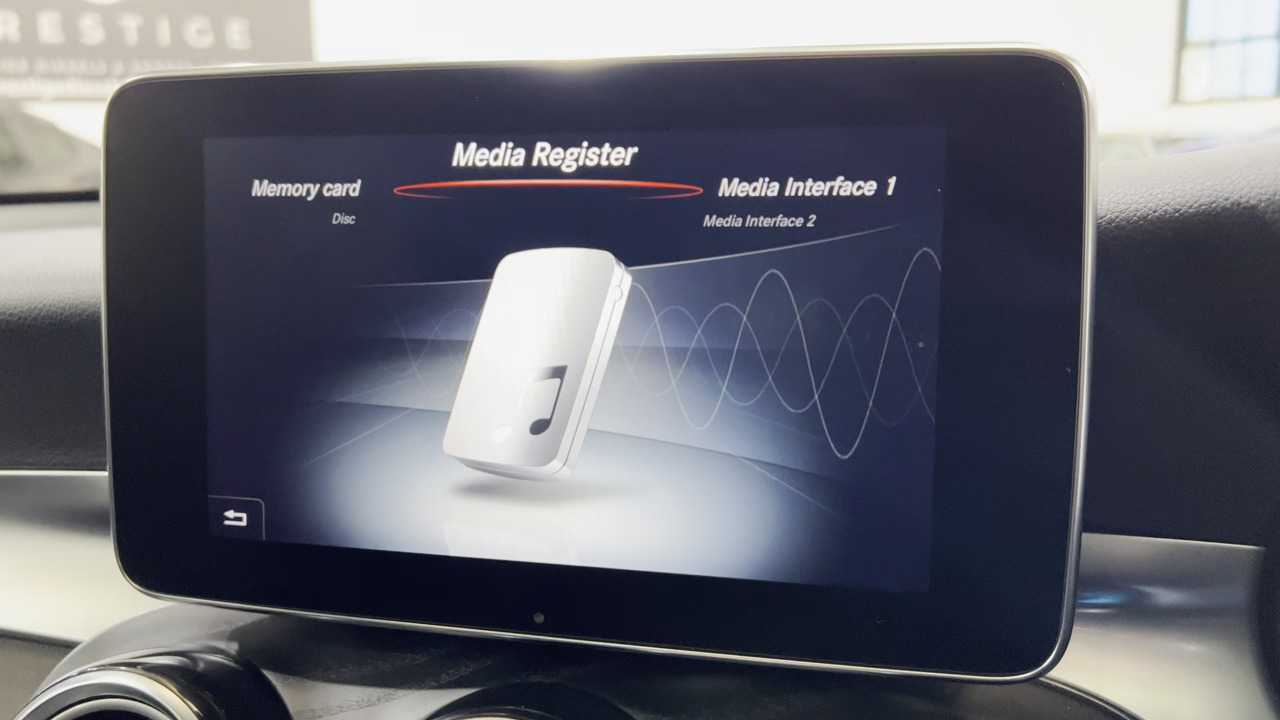 RESTIGE
Media Register
Memory card
Media Interface 1
Disc
Media Interface 2